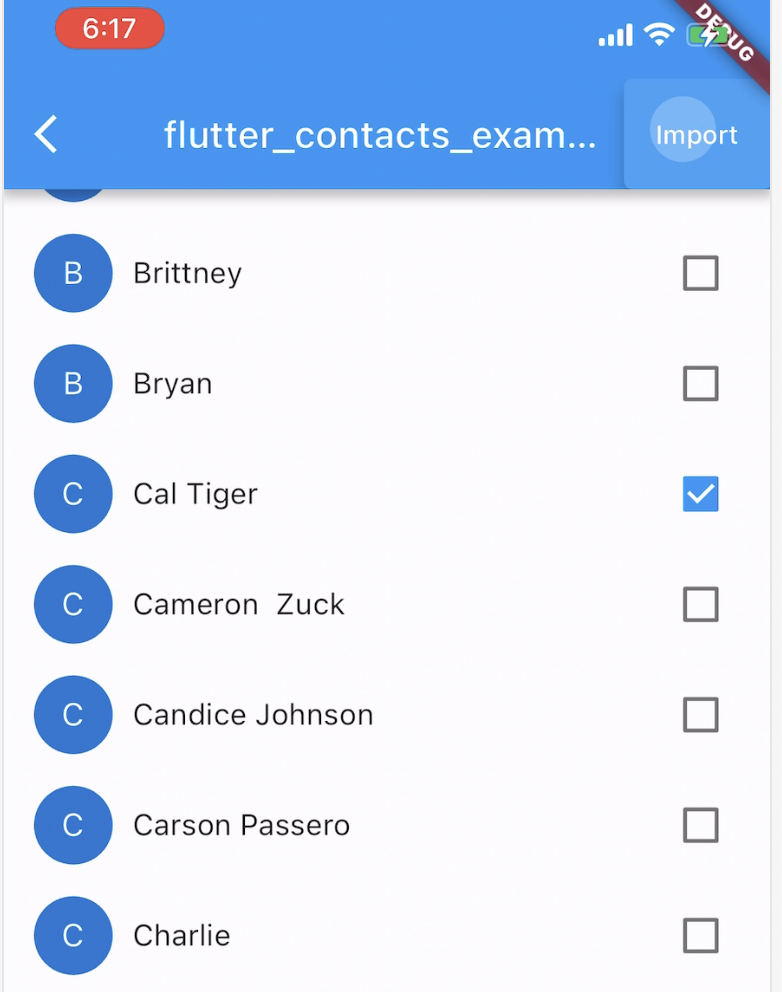 6:17
DEBUG
flutter_contacts_exam...
Import
B Brittney
B Bryan
C Cal Tiger
C Cameron  Zuck
C Candice Johnson
C Carson Passero
C Charlie